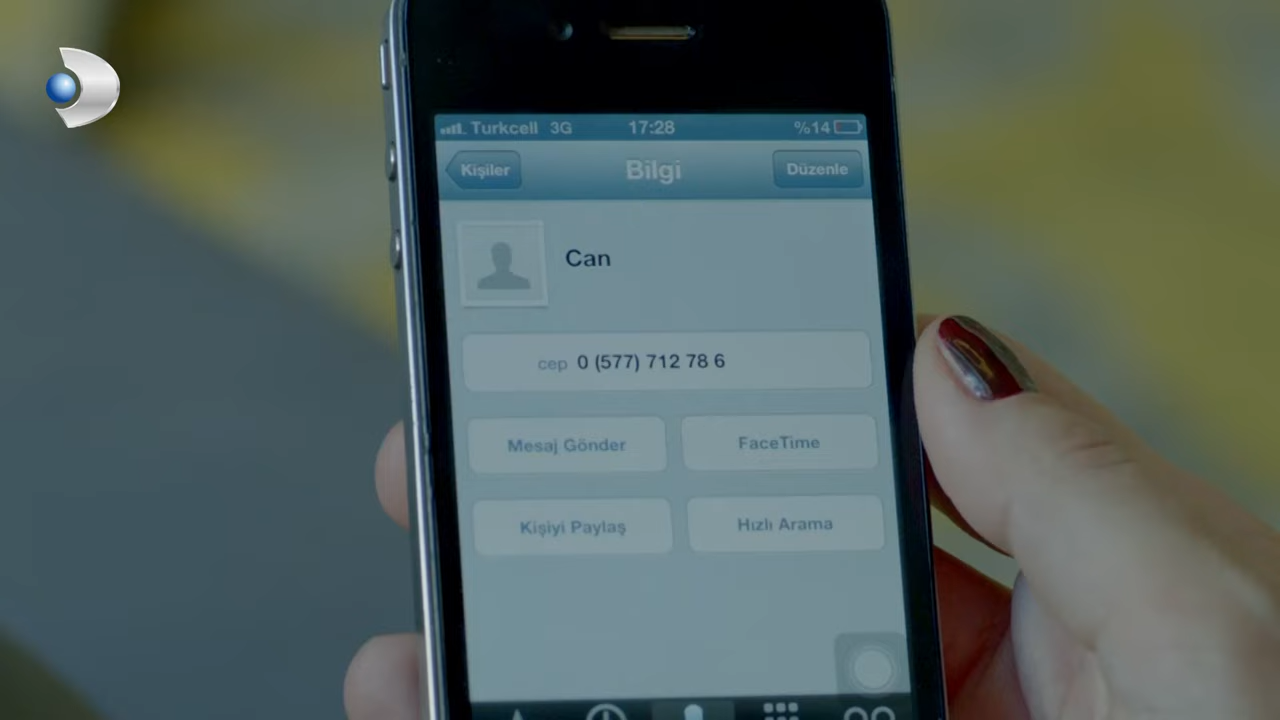 Turkcell 3G 17:28 %14
Kişiler Bilgi Düzenle
Can
cep 0 (577) 712 78 6
Mesaj Gönder FaceTime
Kişiyi Paylaş Hızlı Arama